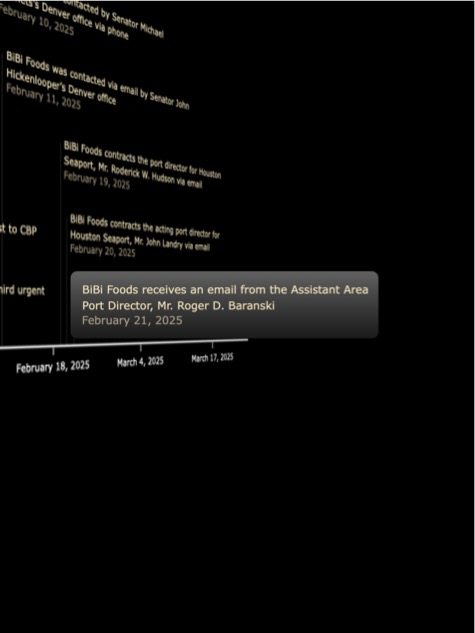 ntacted by Senator Michael
's Denver office via phone
February 10, 2025
BiBi Foods was contacted via email by Senator John
Hickenlooper's Denver office
February 11, 2025
BiBi Foods contracts the port director for Houston
Seaport, Mr. Roderick W. Hudson via email
February 19, 2025
st to CBP
BiBi Foods contracts the acting port director for
Houston Seaport, Mr. John Landry via email
February 20, 2025
hird urgent
BiBi Foods receives an email from the Assistant Area
Port Director, Mr. Roger D. Baranski
February 21, 2025
February 18, 2025
March 4, 2025
March 17, 2025